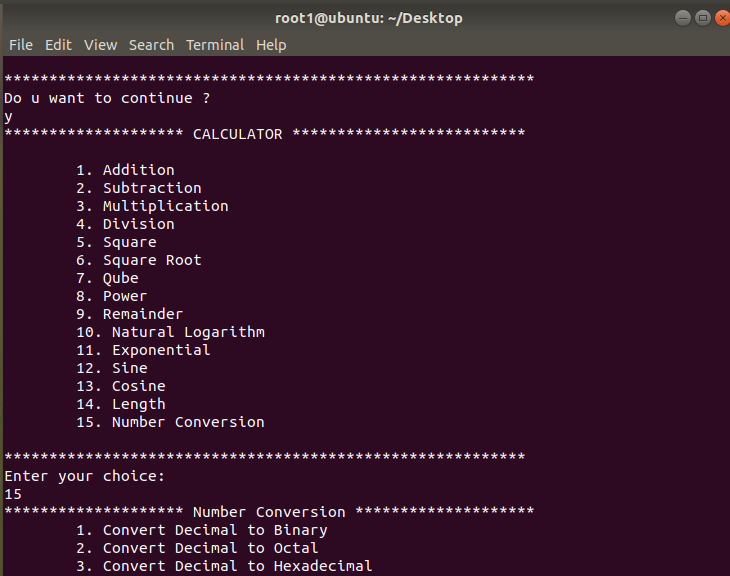 root1@ubuntu: ~/Desktop
File Edit View Search Terminal Help
***********************************************************
Do u want to continue ?
y
******************** CALCULATOR **************************
1. Addition
2. Subtraction
3. Multiplication
4. Division
5. Square
6. Square Root
7. Qube
8. Power
9. Remainder
10. Natural Logarithm
11. Exponential
12. Sine
13. Cosine
14. Length
15. Number Conversion
**********************************************************
Enter your choice:
15
******************** Number Conversion ********************
1. Convert Decimal to Binary
2. Convert Decimal to Octal
3. Convert Decimal to Hexadecimal